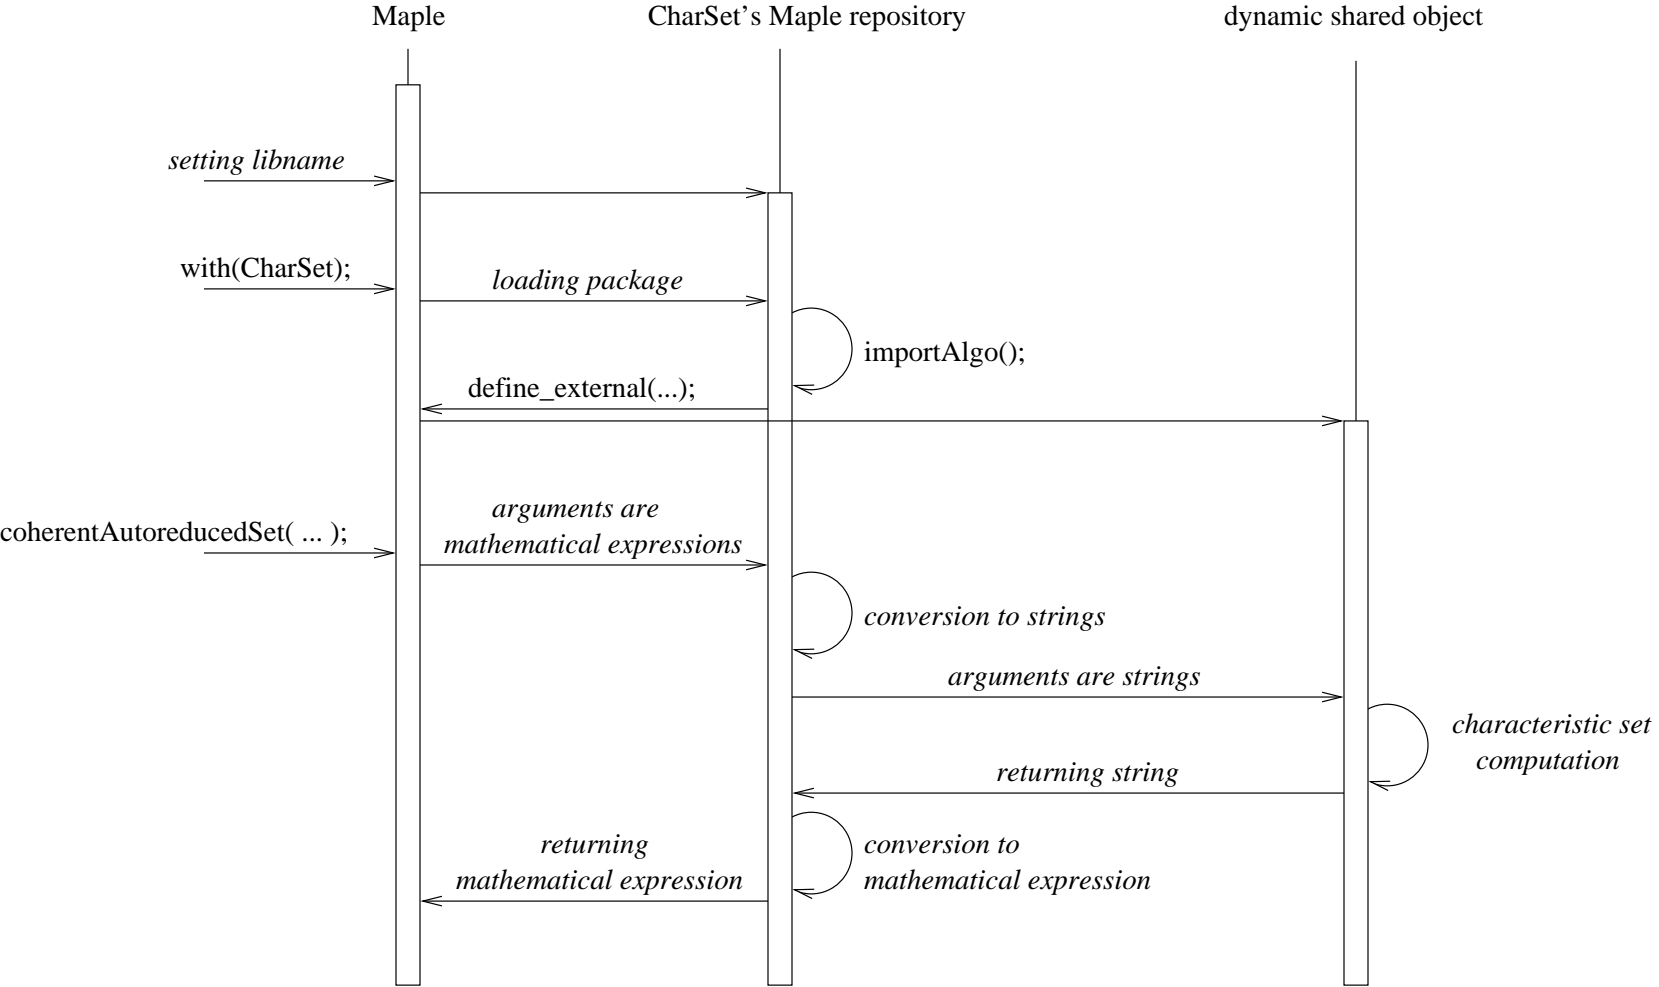 Maple
CharSet's Maple repository
dynamic shared object
setting libname
with(CharSet);
loading package
importAlgo();
define_external(...);
arguments are
mathematical expressions
coherentAutoreducedSet( ... );
conversion to strings
arguments are strings
characteristic set
computation
returning string
returning
mathematical expression
conversion to
mathematical expression